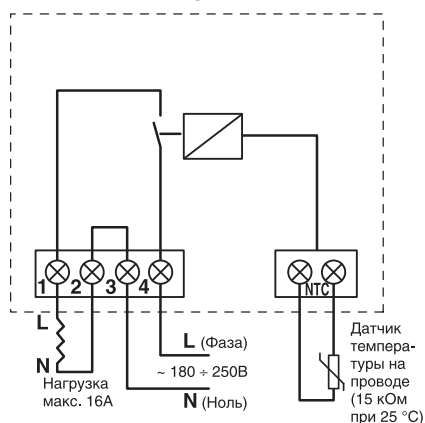 1 2 3 4
NTC
L
N
Нагрузка
макс. 16А
L (Фаза)
~ 180 ÷ 250В
N (Ноль)
Датчик
темпера-
туры на
проводе
(15 кОм
при 25 °C)